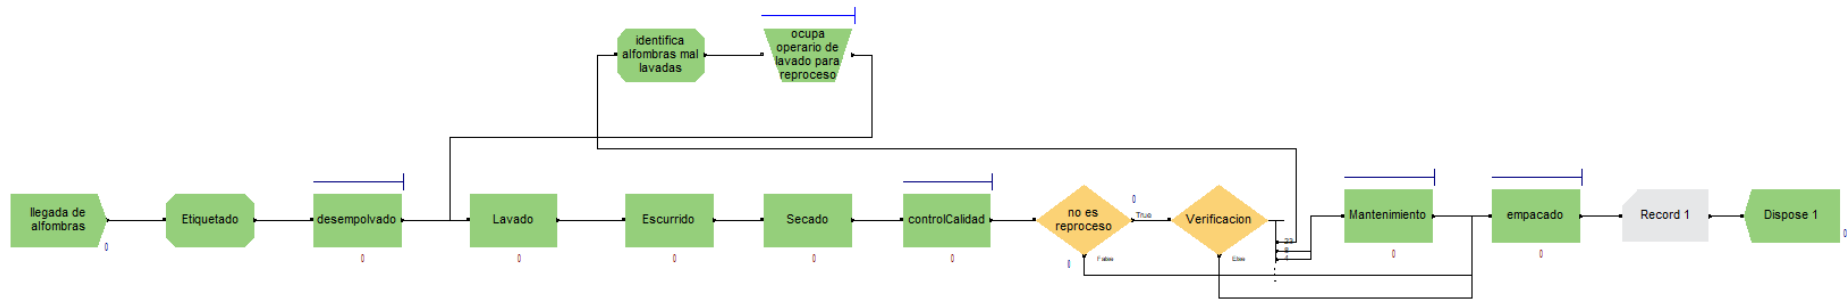 identifica
alfombras mal
lavadas
ocupa
operario de
lavado para
reproceso
llegada de
alfombras
0
Etiquetado
desempolvado
0
Lavado
0
Escurrido
0
Secado
0
controlCalidad
0
no es
reproceso
0
True
0
False
Verificacion
Else
Mantenimiento
0
empacado
0
Record 1
Dispose 1
0